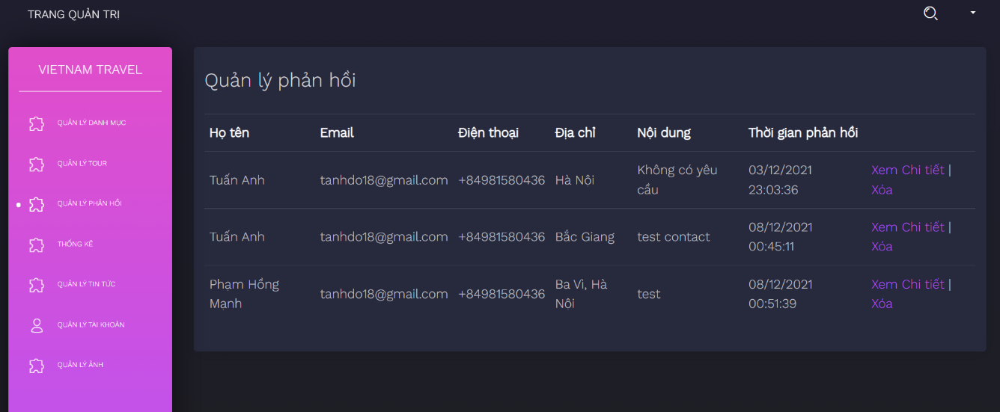 TRANG QUẢN TRỊ
VIETNAM TRAVEL
QUẢN LÝ DANH MỤC
QUẢN LÝ TOUR
QUẢN LÝ PHẢN HỒI
THỐNG KÊ
QUẢN LÝ TIN TỨC
QUẢN LÝ TÀI KHOẢN
QUẢN LÝ ẢNH
Quản lý phản hồi
Họ tên Email Điện thoại Địa chỉ Nội dung Thời gian phản hồi
Tuấn Anh tanhdo18@gmail.com +84981580436 Hà Nội Không có yêu cầu 03/12/2021 23:03:36 Xem Chi tiết | Xóa
Tuấn Anh tanhdo18@gmail.com +84981580436 Bắc Giang test contact 08/12/2021 00:45:11 Xem Chi tiết | Xóa
Phạm Hồng Mạnh tanhdo18@gmail.com +84981580436 Ba Vì, Hà Nội test 08/12/2021 00:51:39 Xem Chi tiết | Xóa